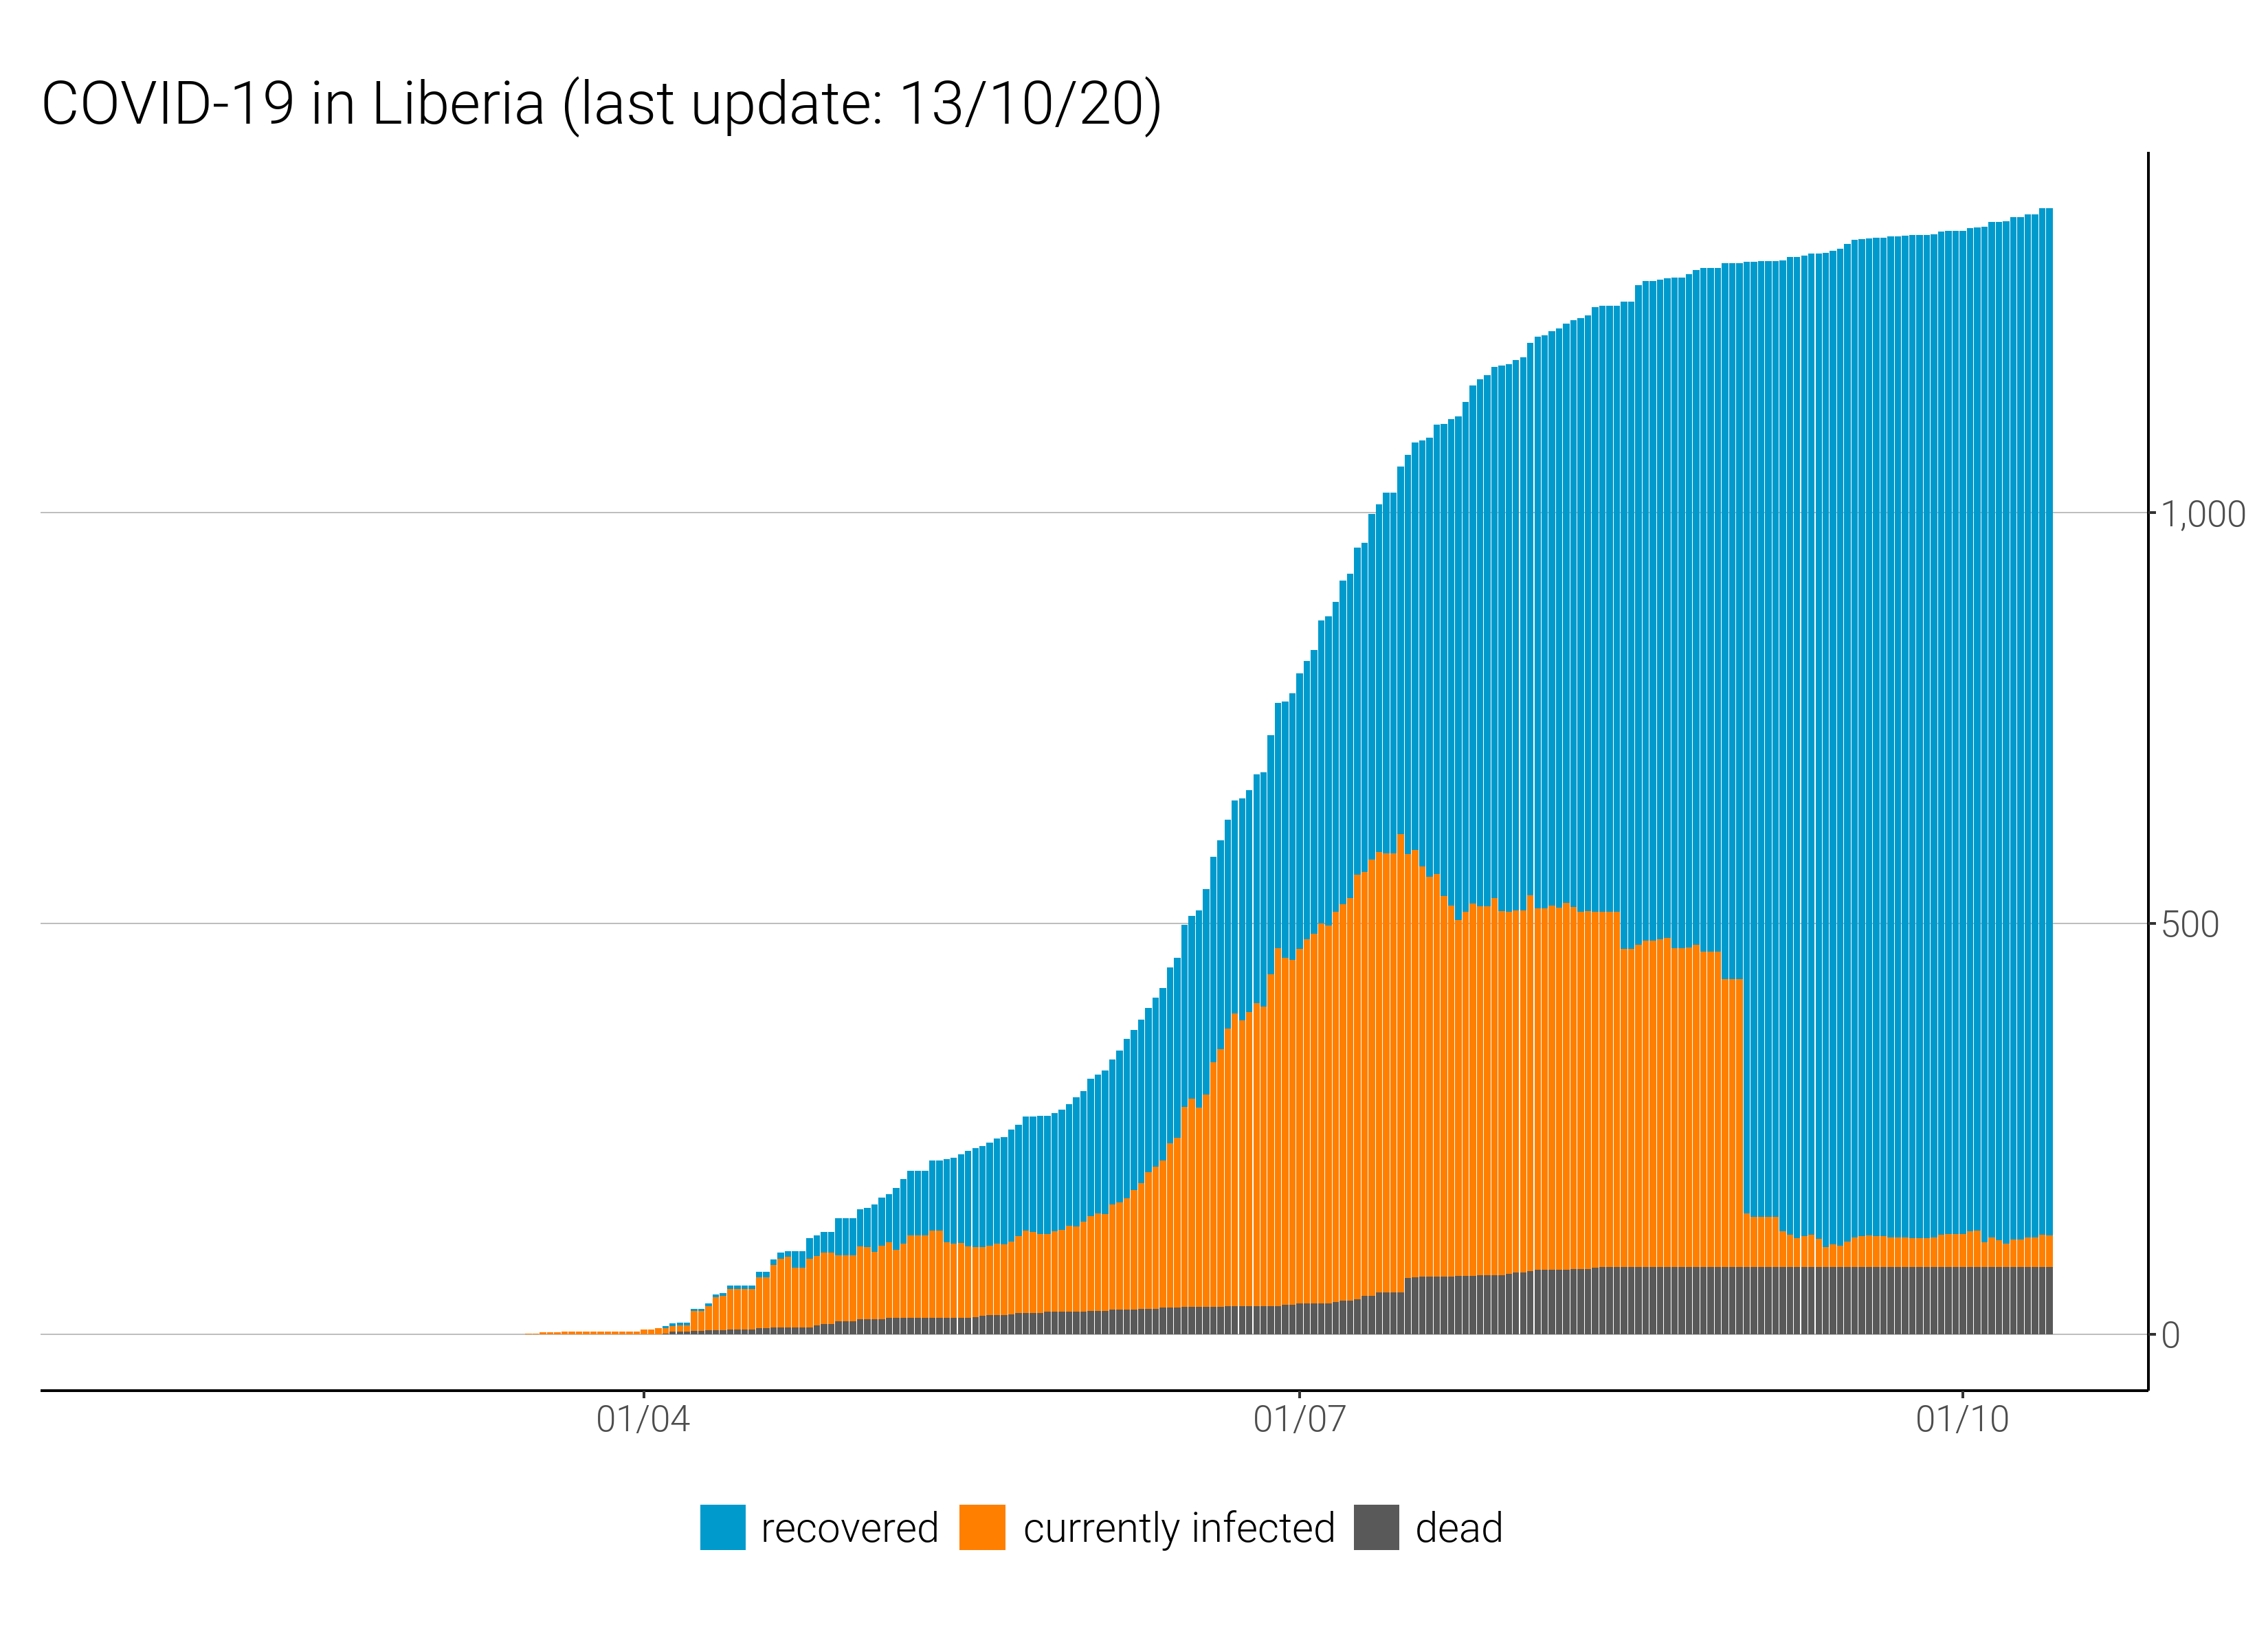 COVID-19 in Liberia (last update: 13/10/20)
1,000
500
0
01/04 01/07 01/10
recovered currently infected dead